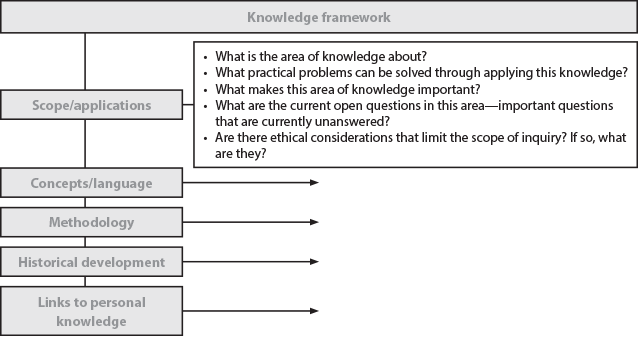 Knowledge framework
Scope/applications
• What is the area of knowledge about?
• What practical problems can be solved through applying this knowledge?
• What makes this area of knowledge important?
• What are the current open questions in this area—important questions
that are currently unanswered?
• Are there ethical considerations that limit the scope of inquiry? If so, what
are they?
Concepts/language
Methodology
Historical development
Links to personal
knowledge